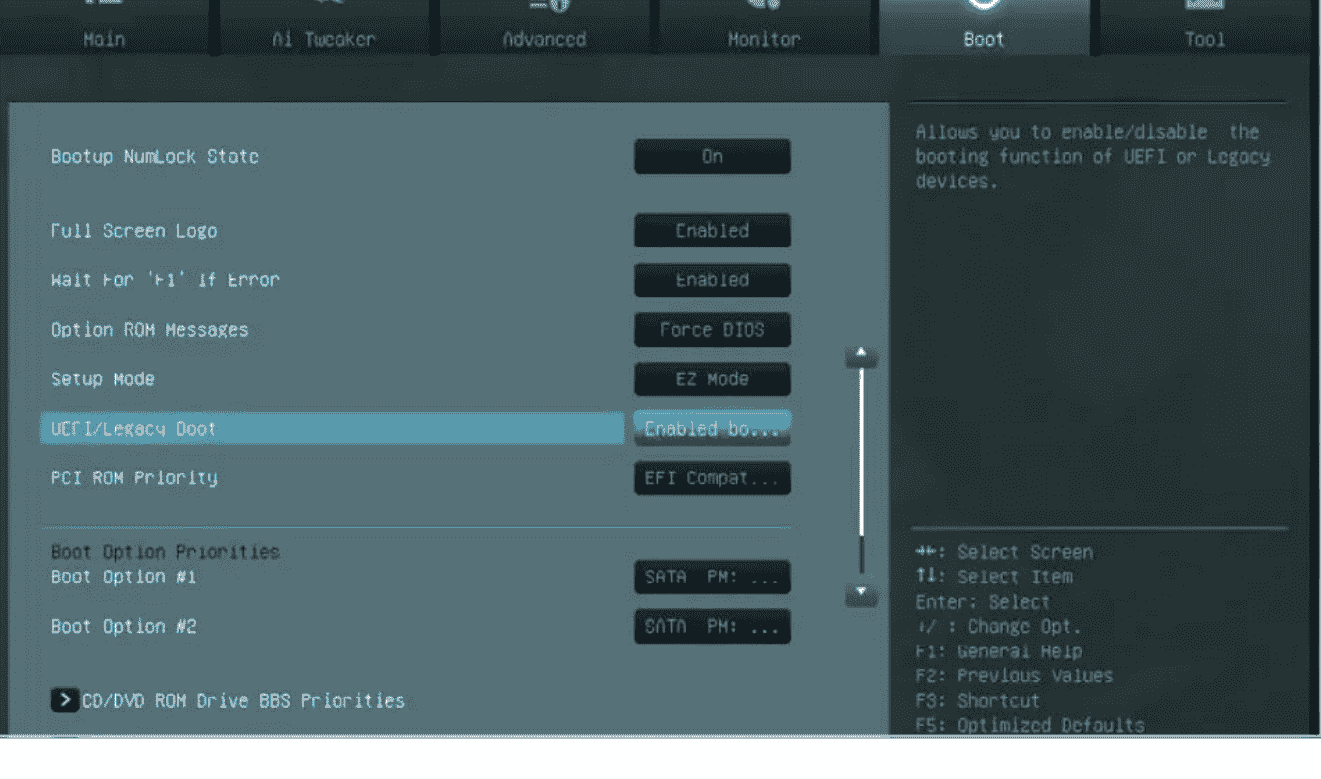 Main Ai Tweaker Advanced Monitor Boot Tool
Allows you to enable/disable the
booting function of UEFI or Legacy
devices.
Bootup NumLock State On
Full Screen Logo Enabled
Wait For 'F1' If Error Enabled
Option ROM Messages Force BIOS
Setup Mode EZ Mode
UEFI/Legacy Boot Enabled bo...
PCI ROM Priority EFI Compat...
Boot Option Priorities
Boot Option #1 SATA PM: ...
Boot Option #2 SATA PM: ...
> CD/DVD ROM Drive BBS Priorities
→←: Select Screen
↑↓: Select Item
Enter: Select
+/-: Change Opt.
F1: General Help
F2: Previous Values
F3: Shortcut
F5: Optimized Defaults